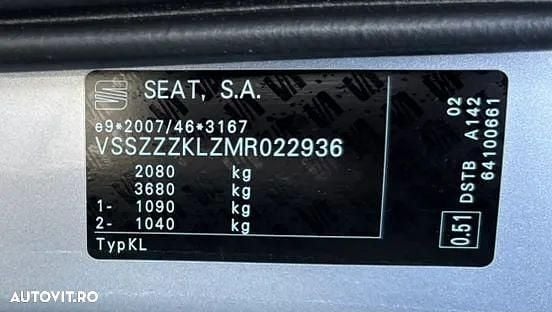 SEAT, S.A.
e9*2007/46*3167
VSSZZZKLZMR022936
2080 kg
3680 kg
1- 1090 kg
2- 1040 kg
TypKL
0.51 DSTB A142 02
64100661
AUTOVIT.RO